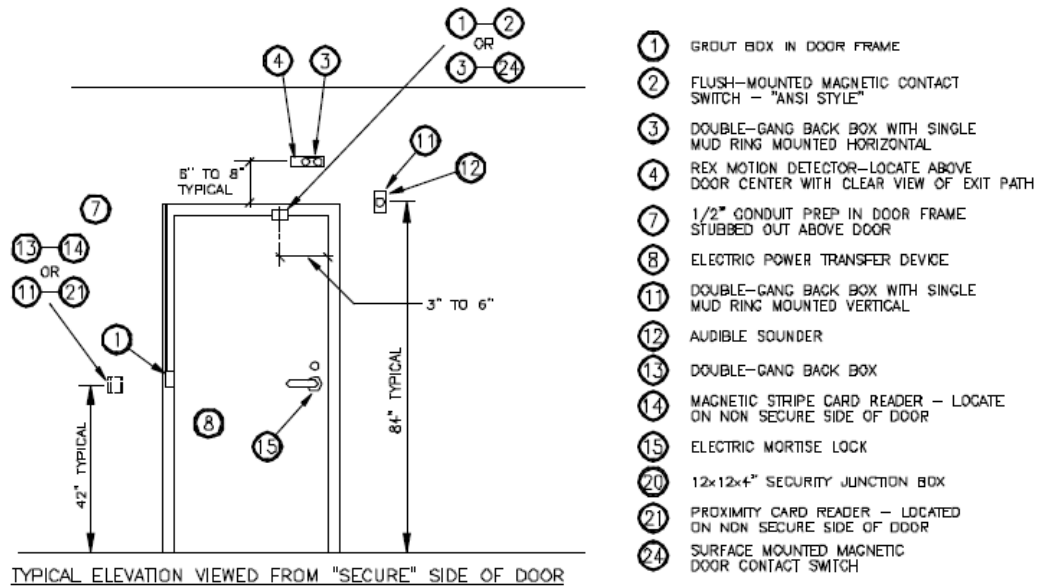 1 2
OR
3 24
4 3
11
12
6" TO 8"
TYPICAL
7
13 14
OR
11 21
3" TO 6"
1
84" TYPICAL
8
15
42" TYPICAL
TYPICAL ELEVATION VIEWED FROM "SECURE" SIDE OF DOOR
1 GROUT BOX IN DOOR FRAME
2 FLUSH-MOUNTED MAGNETIC CONTACT
SWITCH - "ANSI STYLE"
3 DOUBLE-GANG BACK BOX WITH SINGLE
MUD RING MOUNTED HORIZONTAL
4 REX MOTION DETECTOR-LOCATE ABOVE
DOOR CENTER WITH CLEAR VIEW OF EXIT PATH
7 1/2" CONDUIT PREP IN DOOR FRAME
STUBBED OUT ABOVE DOOR
8 ELECTRIC POWER TRANSFER DEVICE
11 DOUBLE-GANG BACK BOX WITH SINGLE
MUD RING MOUNTED VERTICAL
12 AUDIBLE SOUNDER
13 DOUBLE-GANG BACK BOX
14 MAGNETIC STRIPE CARD READER - LOCATE
ON NON SECURE SIDE OF DOOR
15 ELECTRIC MORTISE LOCK
20 12x12x4" SECURITY JUNCTION BOX
21 PROXIMITY CARD READER - LOCATED
ON NON SECURE SIDE OF DOOR
24 SURFACE MOUNTED MAGNETIC
DOOR CONTACT SWITCH